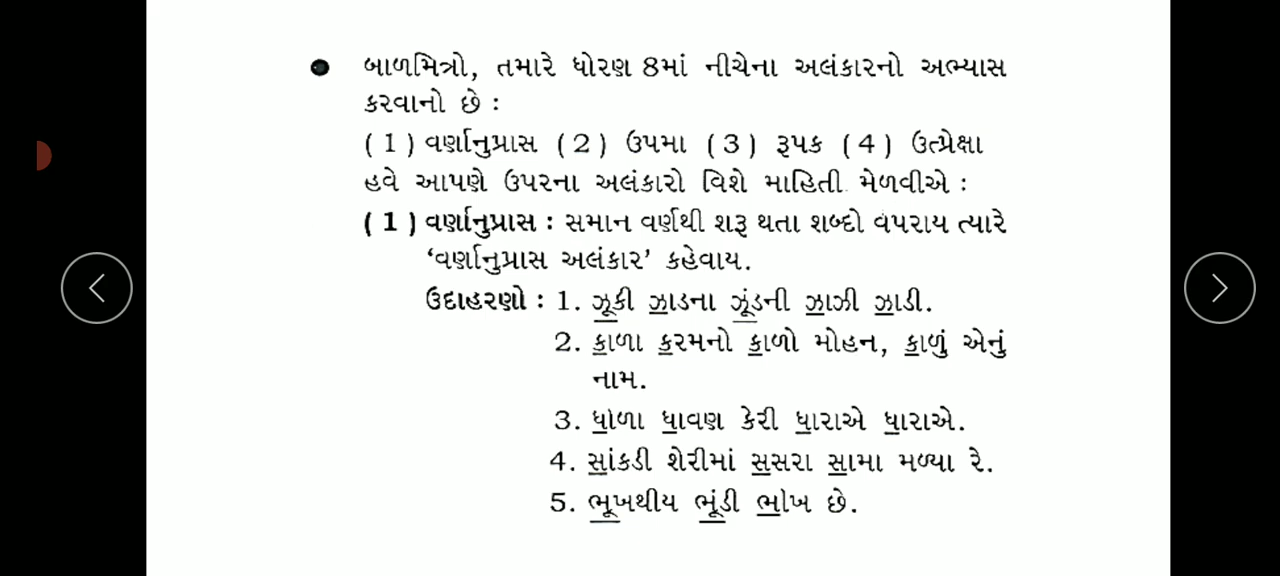 ● બાળમિત્રો, તમારે ધોરણ 8માં નીચેના અલંકારનો અભ્યાસ
કરવાનો છે :
( 1 ) વર્ણાનુપ્રાસ ( 2 ) ઉપમા ( 3 ) રૂપક ( 4 ) ઉત્પ્રેક્ષા
હવે આપણે ઉપરના અલંકારો વિશે માહિતી મેળવીએ :
( 1 ) વર્ણાનુપ્રાસ : સમાન વર્ણથી શરૂ થતા શબ્દો વપરાય ત્યારે
‘વર્ણાનુપ્રાસ અલંકાર’ કહેવાય.
ઉદાહરણો : 1. ઝૂકી ઝાડના ઝૂંડની ઝાઝી ઝાડી.
2. કાળા કરમનો કાળો મોહન, કાળું એનું
નામ.
3. ધોળા ધાવણ કેરી ધારાએ ધારાએ.
4. સાંકડી શેરીમાં સસરા સામા મળ્યા રે.
5. ભૂખથીય ભૂંડી ભીખ છે.